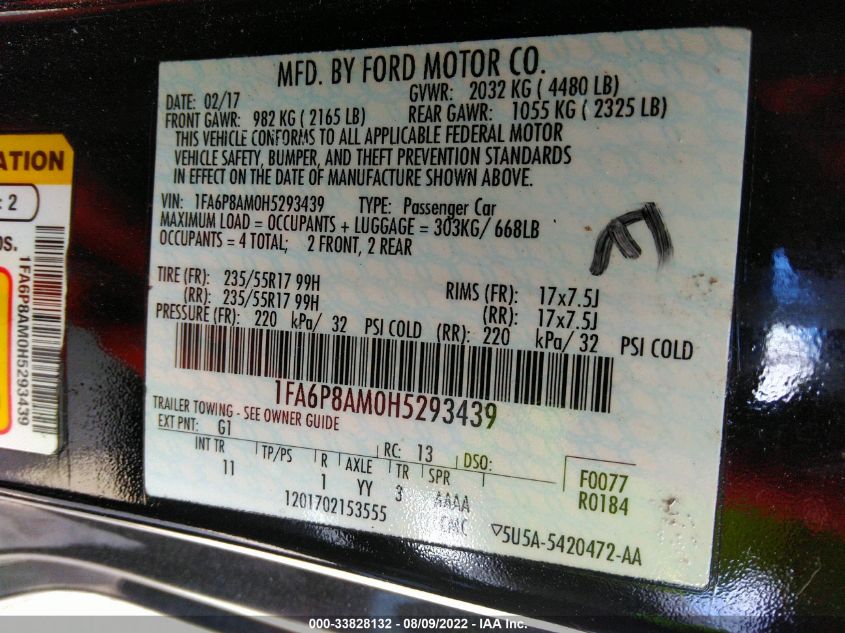 MFD. BY FORD MOTOR CO.
DATE: 02/17 GVWR: 2032 KG ( 4480 LB)
FRONT GAWR: 982 KG ( 2165 LB) REAR GAWR: 1055 KG ( 2325 LB)
THIS VEHICLE CONFORMS TO ALL APPLICABLE FEDERAL MOTOR
VEHICLE SAFETY, BUMPER, AND THEFT PREVENTION STANDARDS
IN EFFECT ON THE DATE OF MANUFACTURE SHOWN ABOVE.
VIN: 1FA6P8AM0H5293439 TYPE: Passenger Car
MAXIMUM LOAD = OCCUPANTS + LUGGAGE = 303KG/ 668LB
OCCUPANTS = 4 TOTAL; 2 FRONT, 2 REAR
TIRE (FR): 235/55R17 99H RIMS (FR): 17x7.5J
(RR): 235/55R17 99H (RR): 17x7.5J
PRESSURE (FR): 220 kPa/ 32 PSI COLD (RR): 220 kPa/ 32 PSI COLD
1FA6P8AM0H5293439
TRAILER TOWING - SEE OWNER GUIDE
EXT PNT: G1 RC: 13 DSO:
INT TR TP/PS R AXLE TR SPR
11 1 YY 3 AAAA
1201702153555 CMC
F0077
R0184
▽5U5A-5420472-AA
ATION
: 2
os.
1FA6P8AM0H5293439
000-33828132 - 08/09/2022 - IAA Inc.